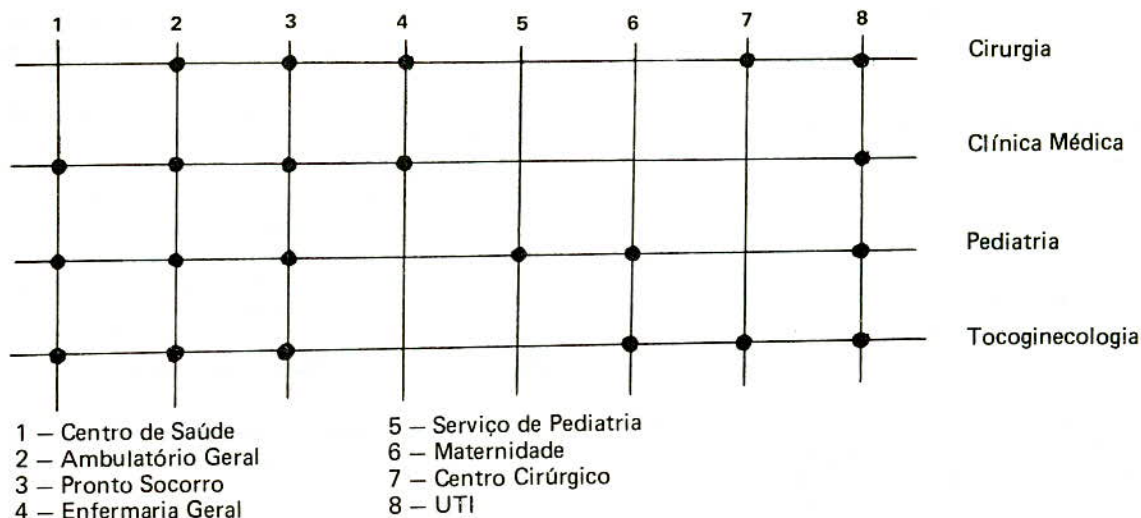 1 2 3 4 5 6 7 8
Cirurgia
Clínica Médica
Pediatria
Tocoginecologia
1 — Centro de Saúde
2 — Ambulatório Geral
3 — Pronto Socorro
4 — Enfermaria Geral
5 — Serviço de Pediatria
6 — Maternidade
7 — Centro Cirúrgico
8 — UTI